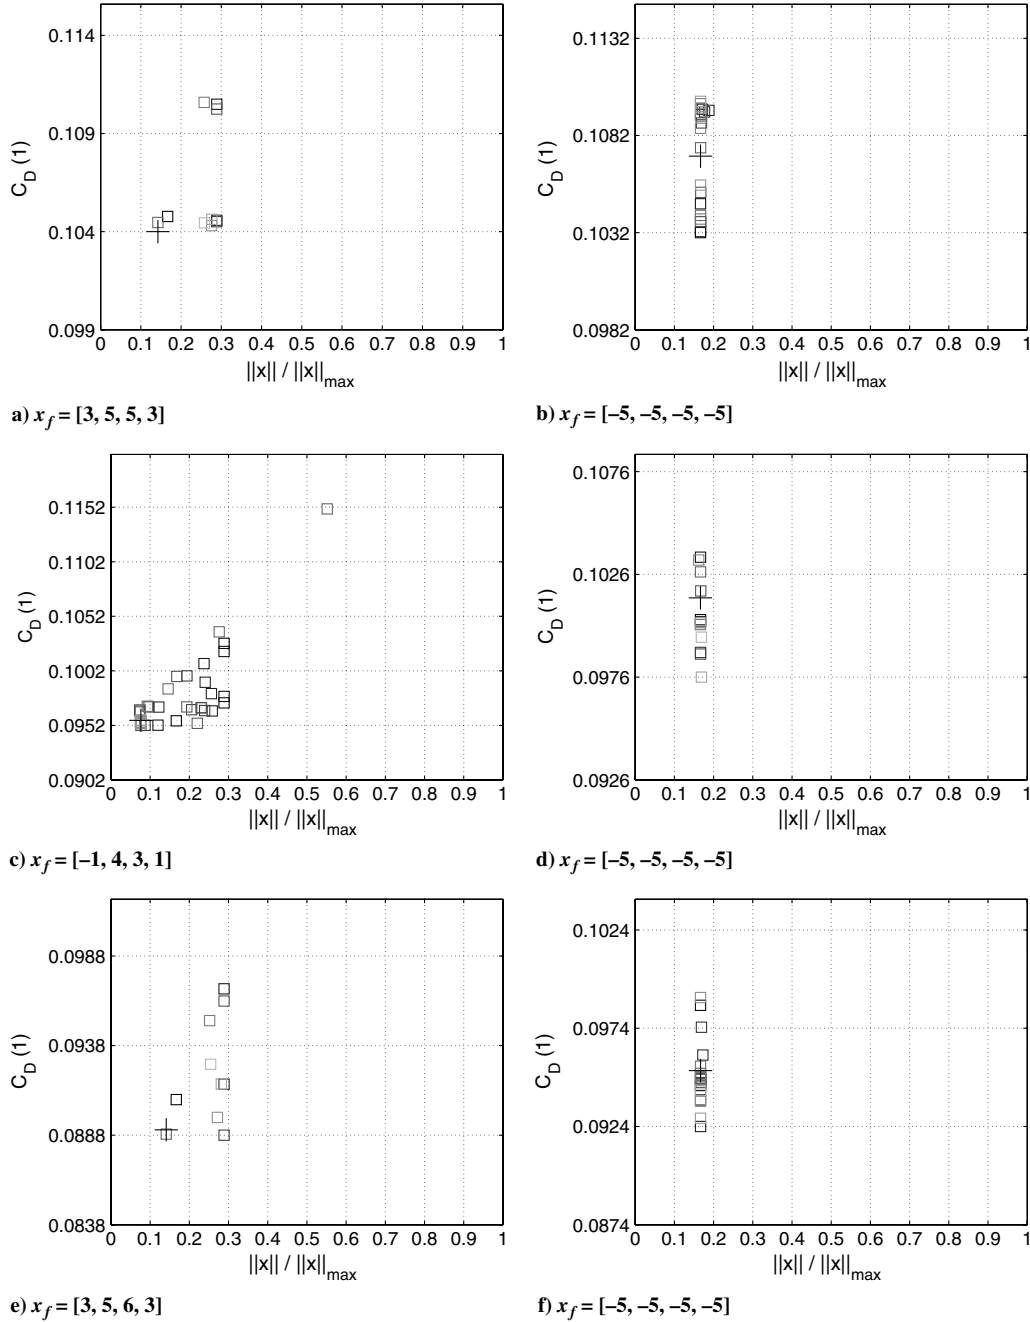 0.114
0.109
0.104
0.099
C_D (1)
0 0.1 0.2 0.3 0.4 0.5 0.6 0.7 0.8 0.9 1
||x|| / ||x||_max
a) x_f = [3, 5, 5, 3]
0.1132
0.1082
0.1032
0.0982
C_D (1)
0 0.1 0.2 0.3 0.4 0.5 0.6 0.7 0.8 0.9 1
||x|| / ||x||_max
b) x_f = [–5, –5, –5, –5]
0.1152
0.1102
0.1052
0.1002
0.0952
0.0902
C_D (1)
0 0.1 0.2 0.3 0.4 0.5 0.6 0.7 0.8 0.9 1
||x|| / ||x||_max
c) x_f = [–1, 4, 3, 1]
0.1076
0.1026
0.0976
0.0926
C_D (1)
0 0.1 0.2 0.3 0.4 0.5 0.6 0.7 0.8 0.9 1
||x|| / ||x||_max
d) x_f = [–5, –5, –5, –5]
0.0988
0.0938
0.0888
0.0838
C_D (1)
0 0.1 0.2 0.3 0.4 0.5 0.6 0.7 0.8 0.9 1
||x|| / ||x||_max
e) x_f = [3, 5, 6, 3]
0.1024
0.0974
0.0924
0.0874
C_D (1)
0 0.1 0.2 0.3 0.4 0.5 0.6 0.7 0.8 0.9 1
||x|| / ||x||_max
f) x_f = [–5, –5, –5, –5]